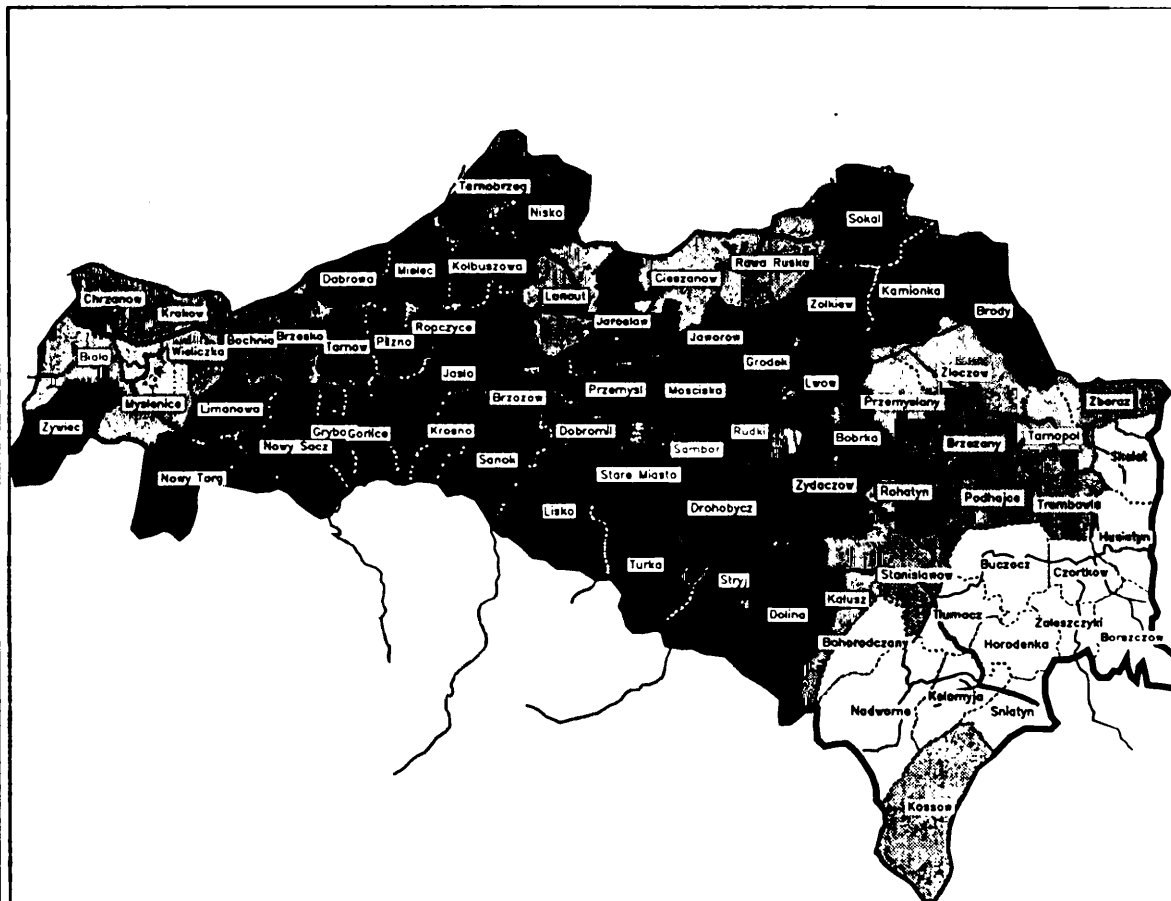 Ternobrzeg
Nisko
Sokal
Rawa Ruska
Kolbuszowa
Mielec
Dabrowa
Cieszanow
Lancut
Kamionka
Chrzanow
Zolkiew
Krakow
Brody
Jaroslaw
Ropczyce
Jaworow
Bochnia
Brzesko
Pilzno
Tarnow
Wieliczka
Biala
Grodek
Zloczow
Jaslo
Lwow
Przemysl
Mosciska
Brzozow
Przemyslany
Zbaraz
Myslenice
Limanowa
Zywiec
Grybo
Gorlice
Krosno
Dobromil
Rudki
Bobrka
Brzezany
Tarnopol
Nowy Sacz
Sambor
Skalat
Sanok
Stare Miasto
Nowy Targ
Zydaczow
Rohatyn
Podhajce
Trembowla
Lisko
Drohobycz
Husiatyn
Turka
Stryj
Stanislawow
Buczacz
Czortkow
Kalusz
Dolina
Tlumacz
Zaleszczyki
Bohorodczany
Horodenka
Borszczow
Kolomyja
Nadworna
Sniatyn
Kossow